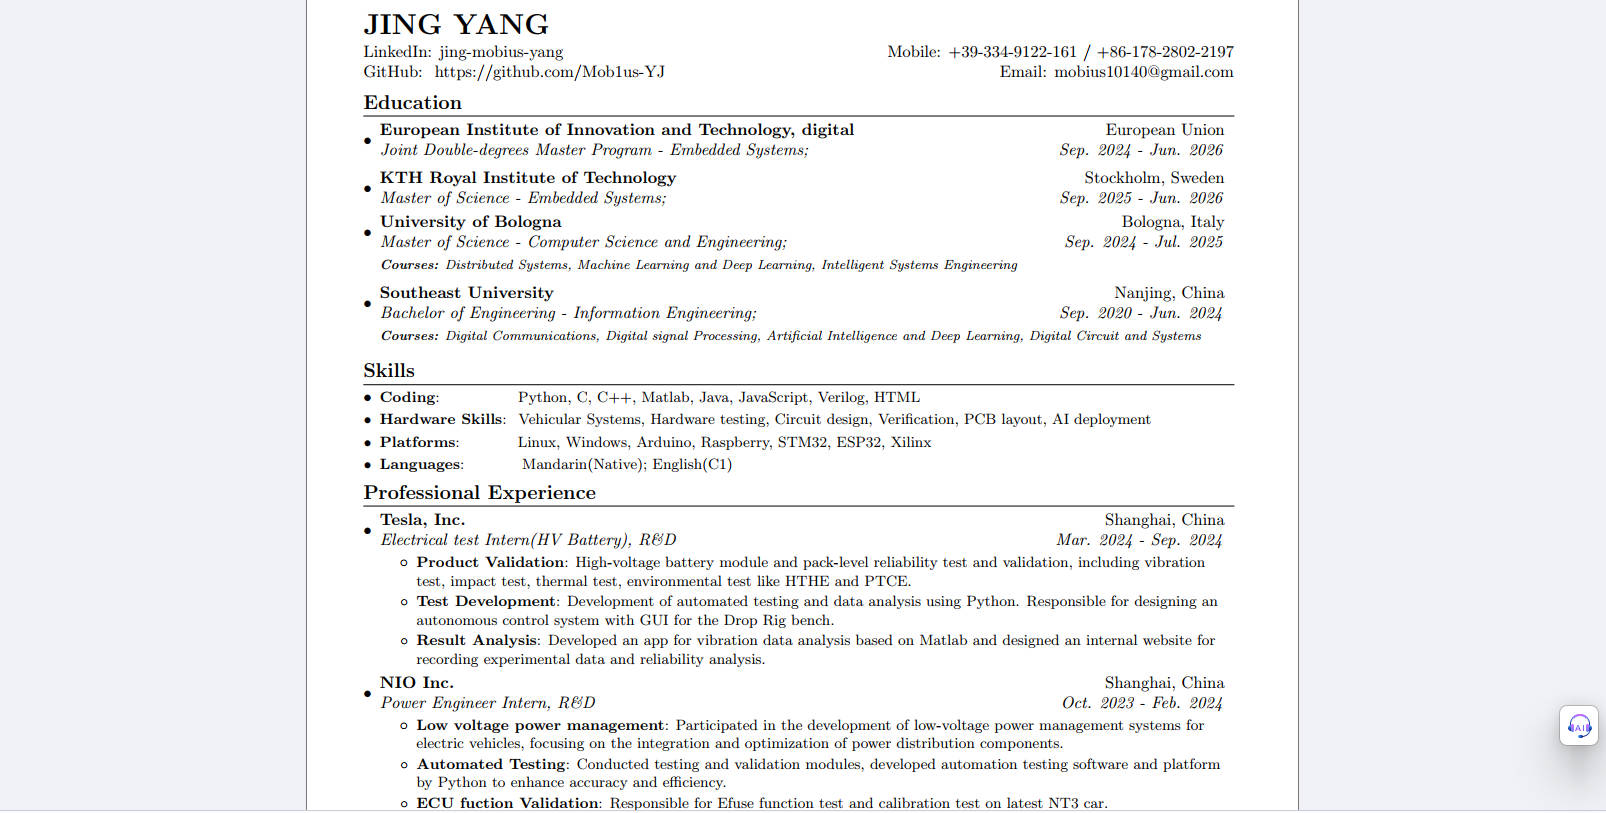 JING YANG
LinkedIn: jing-mobius-yang Mobile: +39-334-9122-161 / +86-178-2802-2197
GitHub: https://github.com/Mob1us-YJ Email: mobius10140@gmail.com
Education
• European Institute of Innovation and Technology, digital European Union
Joint Double-degrees Master Program - Embedded Systems; Sep. 2024 - Jun. 2026
• KTH Royal Institute of Technology Stockholm, Sweden
Master of Science - Embedded Systems; Sep. 2025 - Jun. 2026
• University of Bologna Bologna, Italy
Master of Science - Computer Science and Engineering; Sep. 2024 - Jul. 2025
Courses: Distributed Systems, Machine Learning and Deep Learning, Intelligent Systems Engineering
• Southeast University Nanjing, China
Bachelor of Engineering - Information Engineering; Sep. 2020 - Jun. 2024
Courses: Digital Communications, Digital signal Processing, Artificial Intelligence and Deep Learning, Digital Circuit and Systems
Skills
• Coding: Python, C, C++, Matlab, Java, JavaScript, Verilog, HTML
• Hardware Skills: Vehicular Systems, Hardware testing, Circuit design, Verification, PCB layout, AI deployment
• Platforms: Linux, Windows, Arduino, Raspberry, STM32, ESP32, Xilinx
• Languages: Mandarin(Native); English(C1)
Professional Experience
• Tesla, Inc. Shanghai, China
Electrical test Intern(HV Battery), R&D Mar. 2024 - Sep. 2024
◦ Product Validation: High-voltage battery module and pack-level reliability test and validation, including vibration
test, impact test, thermal test, environmental test like HTHE and PTCE.
◦ Test Development: Development of automated testing and data analysis using Python. Responsible for designing an
autonomous control system with GUI for the Drop Rig bench.
◦ Result Analysis: Developed an app for vibration data analysis based on Matlab and designed an internal website for
recording experimental data and reliability analysis.
• NIO Inc. Shanghai, China
Power Engineer Intern, R&D Oct. 2023 - Feb. 2024
◦ Low voltage power management: Participated in the development of low-voltage power management systems for
electric vehicles, focusing on the integration and optimization of power distribution components.
◦ Automated Testing: Conducted testing and validation modules, developed automation testing software and platform
by Python to enhance accuracy and efficiency.
◦ ECU fuction Validation: Responsible for Efuse function test and calibration test on latest NT3 car.
AI